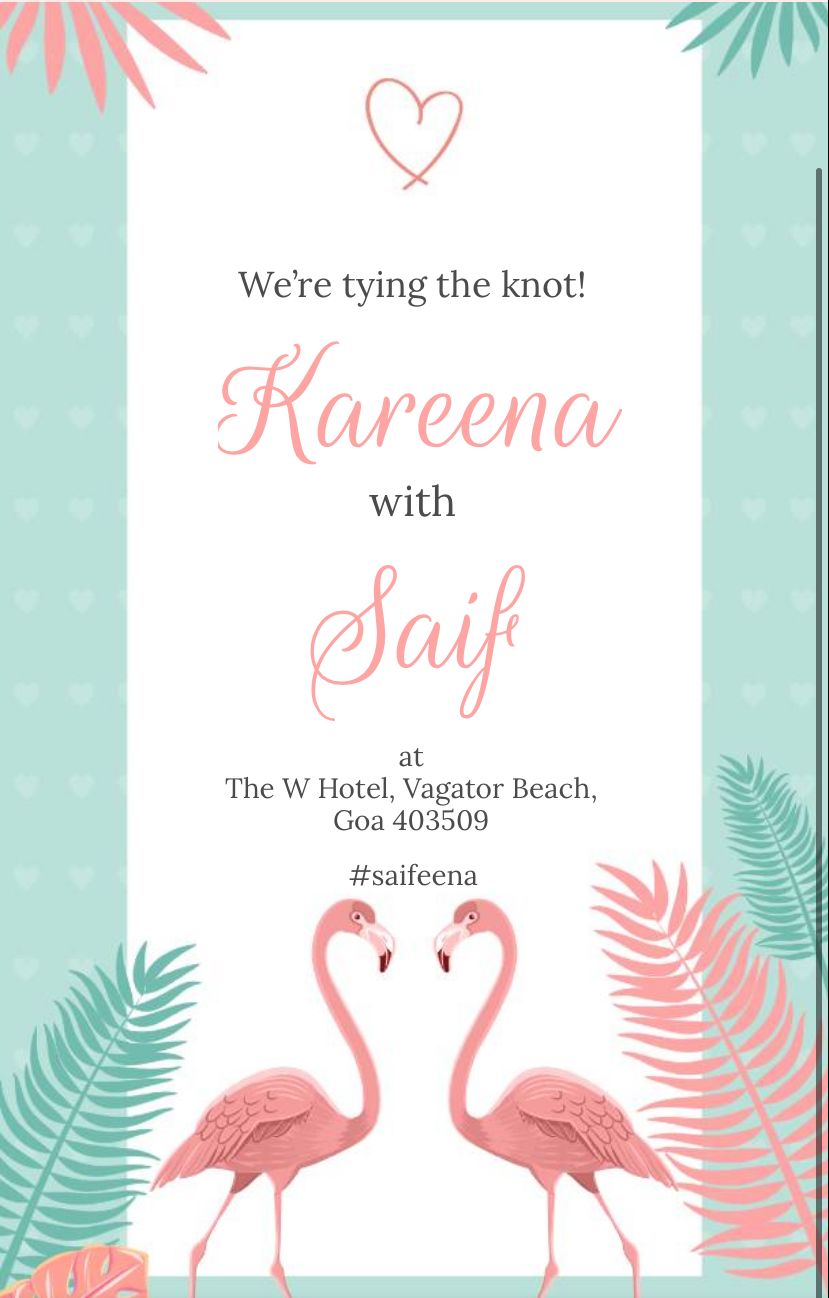 We’re tying the knot!
Kareena
with
Saif
at
The W Hotel, Vagator Beach,
Goa 403509
#saifeena